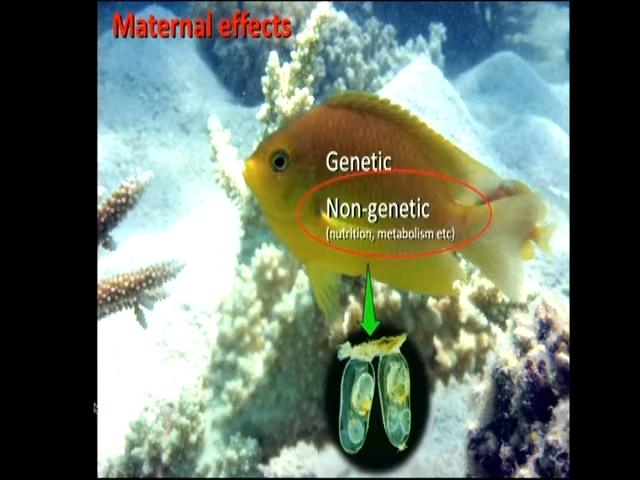 Maternal effects
Genetic
Non-genetic
(nutrition, metabolism etc)